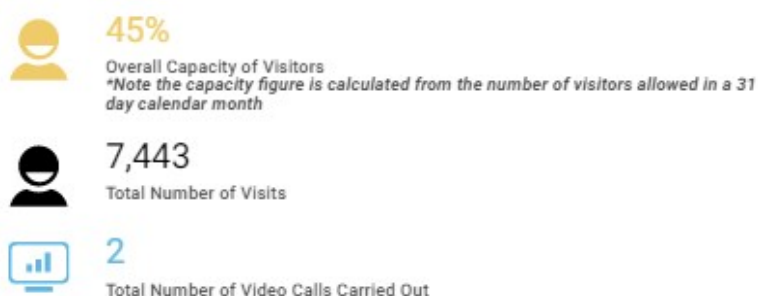 45%
Overall Capacity of Visitors
*Note the capacity figure is calculated from the number of visitors allowed in a 31
day calendar month
7,443
Total Number of Visits
2
Total Number of Video Calls Carried Out